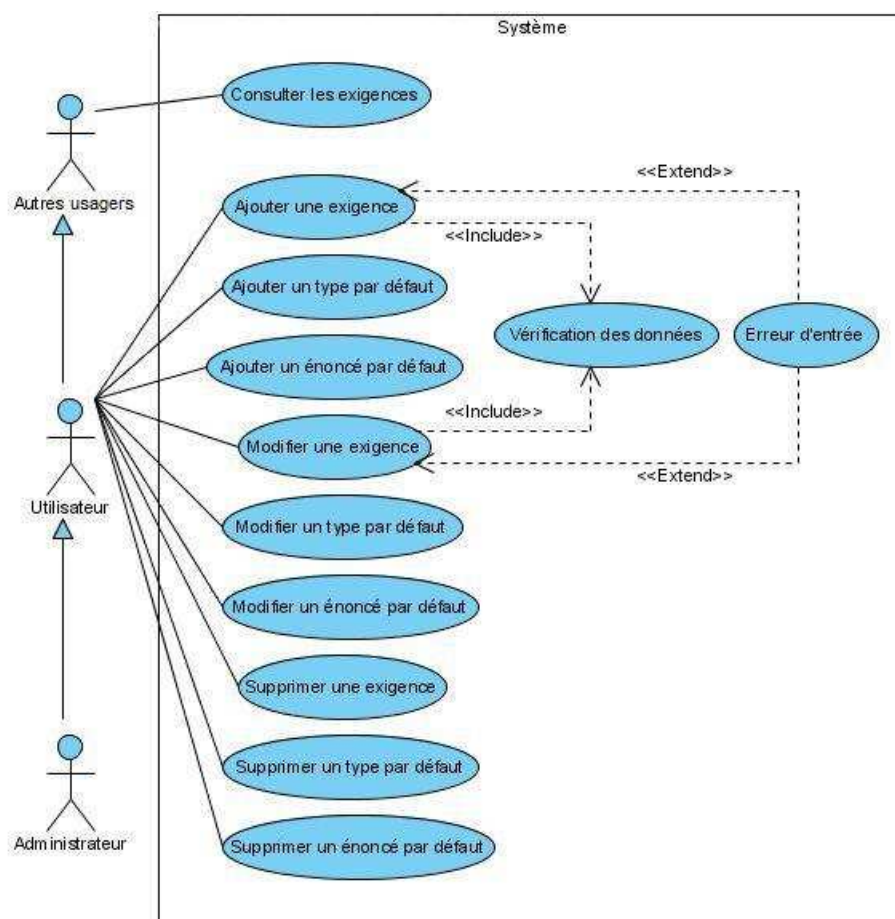 Système
Consulter les exigences
Autres usagers
<<Extend>>
Ajouter une exigence
<<Include>>
Ajouter un type par défaut
Vérification des données
Erreur d'entrée
Ajouter un énoncé par défaut
<<Include>>
Modifier une exigence
<<Extend>>
Utilisateur
Modifier un type par défaut
Modifier un énoncé par défaut
Supprimer une exigence
Supprimer un type par défaut
Administrateur
Supprimer un énoncé par défaut